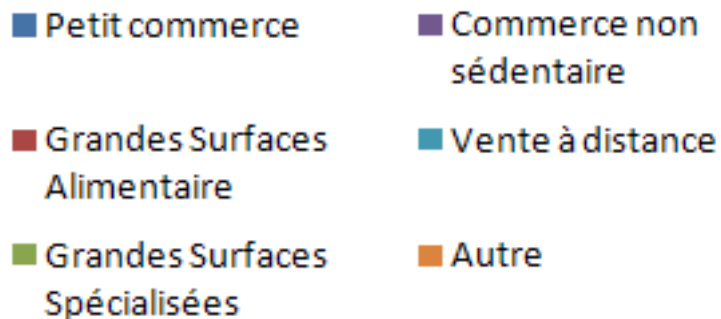 Petit commerce
Commerce non
sédentaire
Grandes Surfaces
Alimentaire
Vente à distance
Grandes Surfaces
Spécialisées
Autre